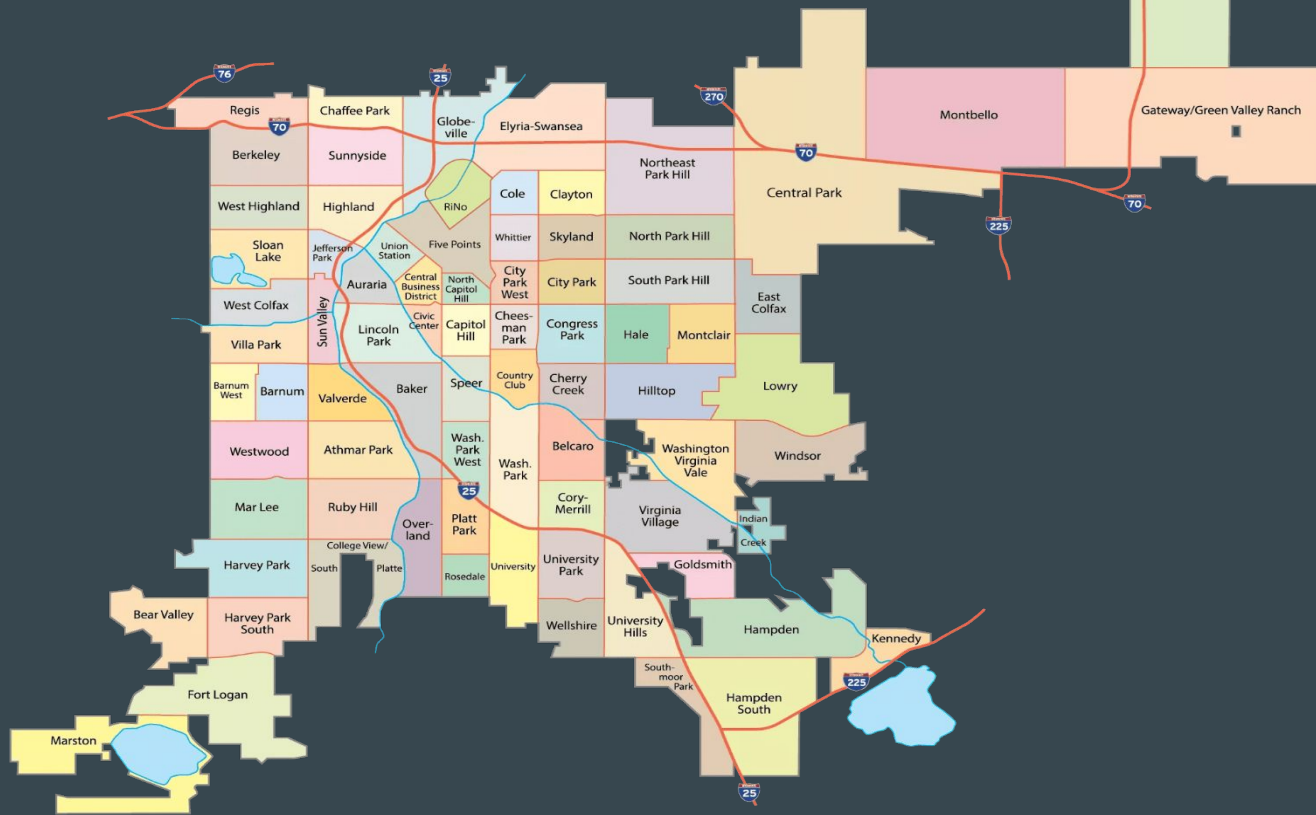 76
25
270
Regis
Chaffee Park
Globe-
ville
Elyria-Swansea
Montbello
Gateway/Green Valley Ranch
70
70
Berkeley
Sunnyside
Northeast
Park Hill
Central Park
70
West Highland
Highland
RiNo
Cole
Clayton
225
Sloan
Lake
Jefferson
Park
Union
Station
Five Points
Whittier
Skyland
North Park Hill
West Colfax
Auraria
Central
Business
District
North
Capitol
Hill
City
Park
West
City Park
South Park Hill
East
Colfax
Villa Park
Sun Valley
Lincoln
Park
Civic
Center
Capitol
Hill
Chees-
man
Park
Congress
Park
Hale
Montclair
Barnum
West
Barnum
Valverde
Baker
Speer
Country
Club
Cherry
Creek
Hilltop
Lowry
Westwood
Athmar Park
Wash.
Park
West
Wash.
Park
Belcaro
Washington
Virginia
Vale
Windsor
25
Mar Lee
Ruby Hill
Over-
land
Platt
Park
Cory-
Merrill
Virginia
Village
Indian
Creek
Harvey Park
College View/
South
Platte
Rosedale
University
University
Park
Goldsmith
Bear Valley
Harvey Park
South
Wellshire
University
Hills
Hampden
Kennedy
Fort Logan
South-
moor
Park
Hampden
South
225
Marston
25